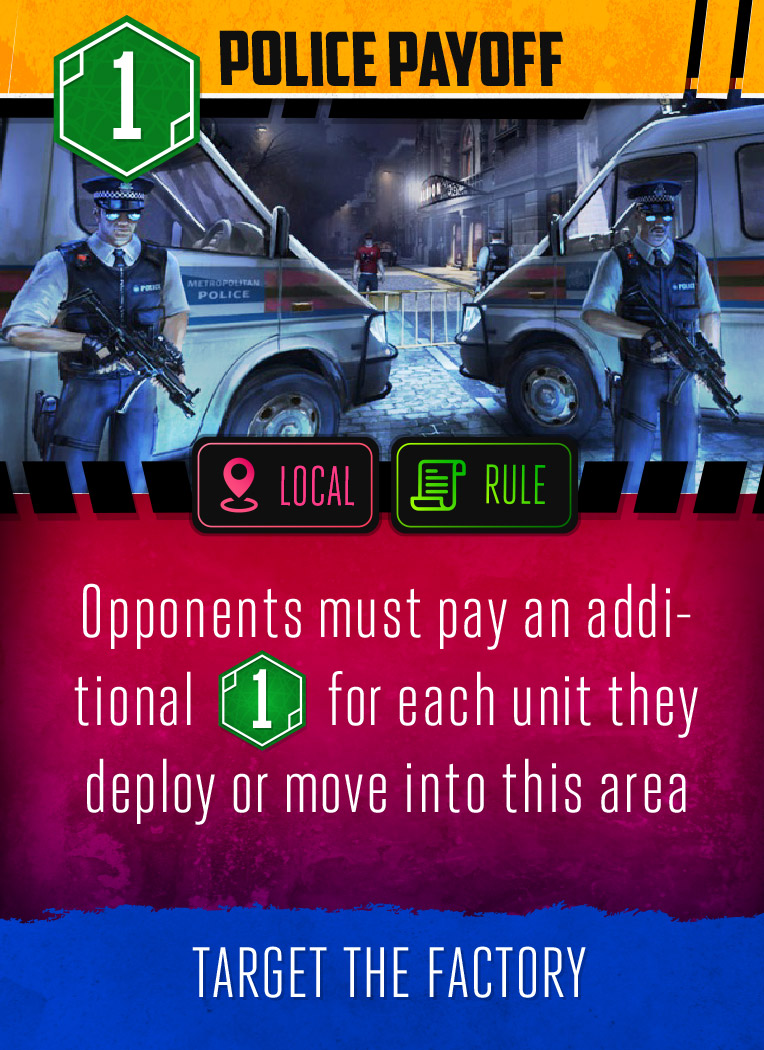 1
POLICE PAYOFF
METROPOLITAN
POLICE
POLICE
POLICE
LOCAL
RULE
Opponents must pay an addi-
tional 1 for each unit they
deploy or move into this area
TARGET THE FACTORY